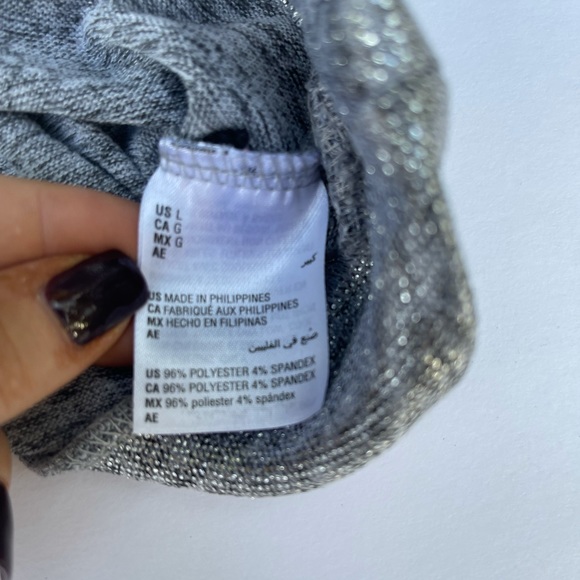 US L
CA G
MX G
AE
كبير
US MADE IN PHILIPPINES
CA FABRIQUÉ AUX PHILIPPINES
MX HECHO EN FILIPINAS
AE
صنع في الفلبين
US 96% POLYESTER 4% SPANDEX
CA 96% POLYESTER 4% SPANDEX
MX 96% poliester 4% spándex
AE